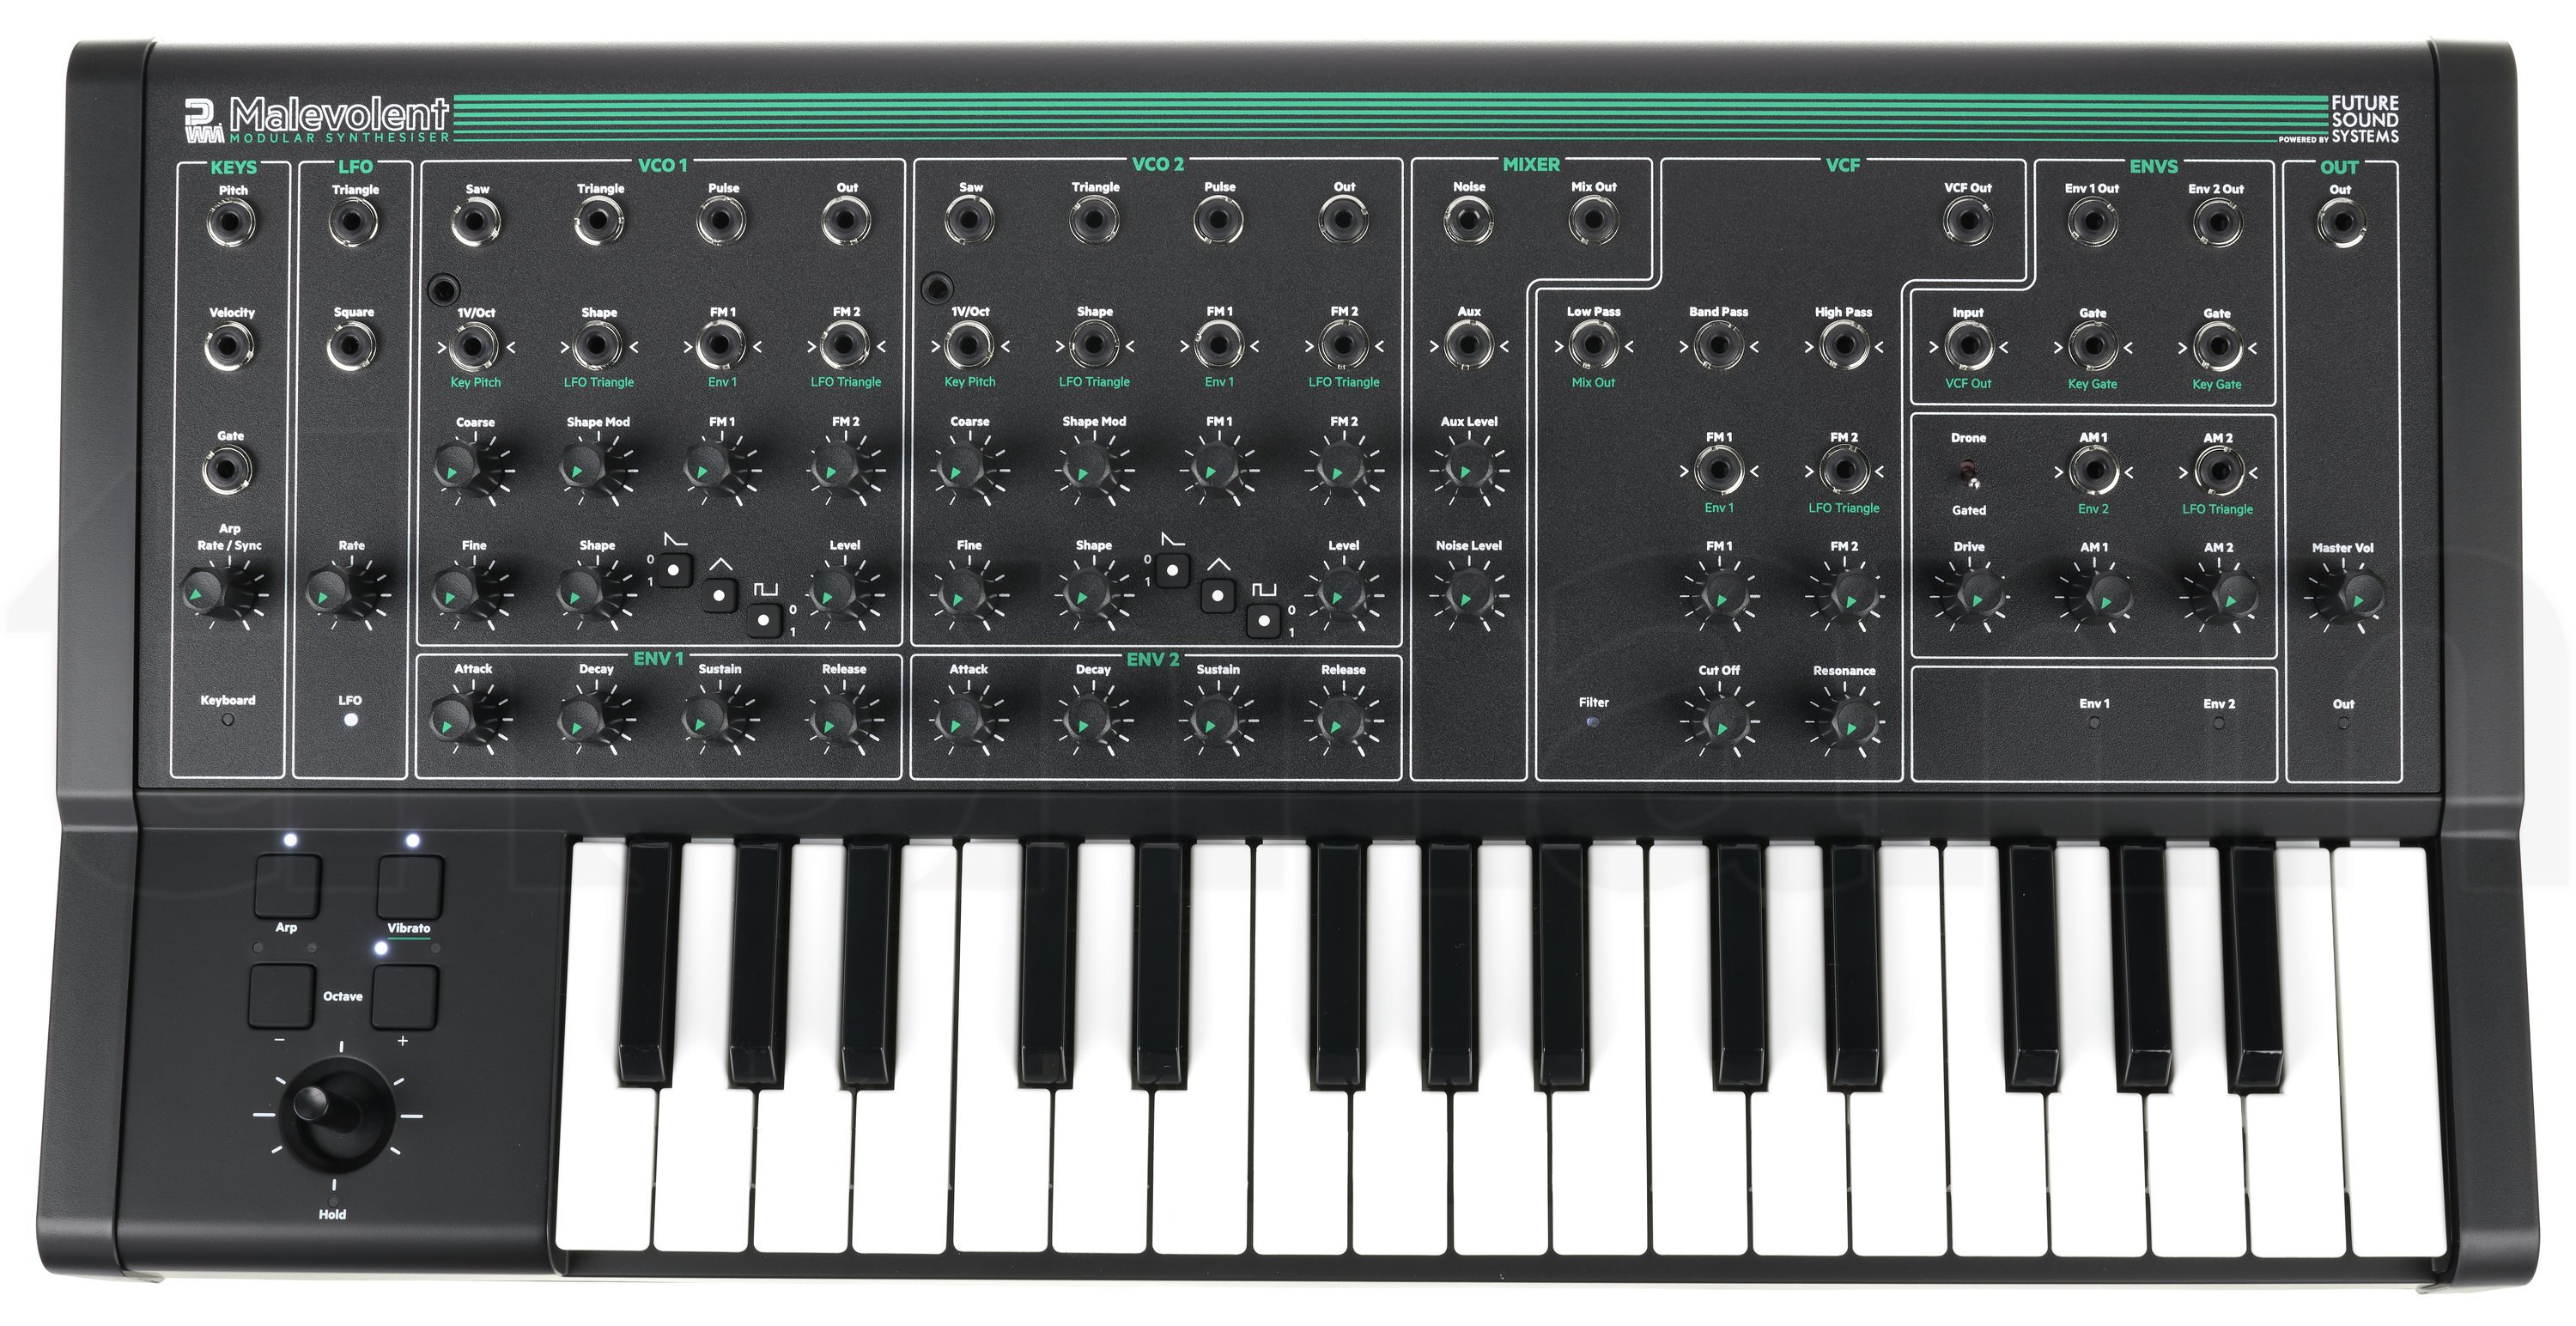 PWM Malevolent
MODULAR SYNTHESISER
FUTURE
SOUND
POWERED BY SYSTEMS
KEYS LFO VCO 1 VCO 2 MIXER VCF ENVS OUT
Pitch Triangle Saw Triangle Pulse Out Saw Triangle Pulse Out Noise Mix Out VCF Out Env 1 Out Env 2 Out Out
Velocity Square 1V/Oct Shape FM 1 FM 2 1V/Oct Shape FM 1 FM 2 Aux Low Pass Band Pass High Pass Input Gate Gate
> < > < > < > < > < > < > < > < > < > < > < > < > < > < > <
Key Pitch LFO Triangle Env 1 LFO Triangle Key Pitch LFO Triangle Env 1 LFO Triangle Mix Out VCF Out Key Gate Key Gate
Gate Coarse Shape Mod FM 1 FM 2 Coarse Shape Mod FM 1 FM 2 Aux Level FM 1 FM 2 Drone AM 1 AM 2
> < > < > < > <
Env 1 LFO Triangle Gated Env 2 LFO Triangle
Arp
Rate / Sync Rate Fine Shape Level Fine Shape Level Noise Level FM 1 FM 2 Drive AM 1 AM 2 Master Vol
0 0
1 1
0 0
1 1
ENV 1 ENV 2
Attack Decay Sustain Release Attack Decay Sustain Release Cut Off Resonance
Keyboard LFO Filter Env 1 Env 2 Out
Arp Vibrato
Octave
− +
Hold